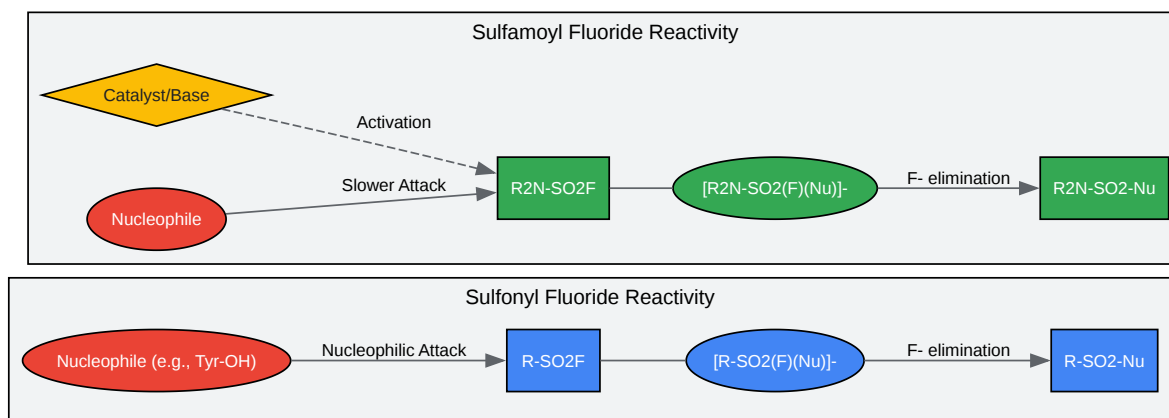 Sulfamoyl Fluoride Reactivity
Catalyst/Base
Activation
Nucleophile
Slower Attack
R2N-SO2F
[R2N-SO2(F)(Nu)]-
F- elimination
R2N-SO2-Nu
Sulfonyl Fluoride Reactivity
Nucleophile (e.g., Tyr-OH)
Nucleophilic Attack
R-SO2F
[R-SO2(F)(Nu)]-
F- elimination
R-SO2-Nu